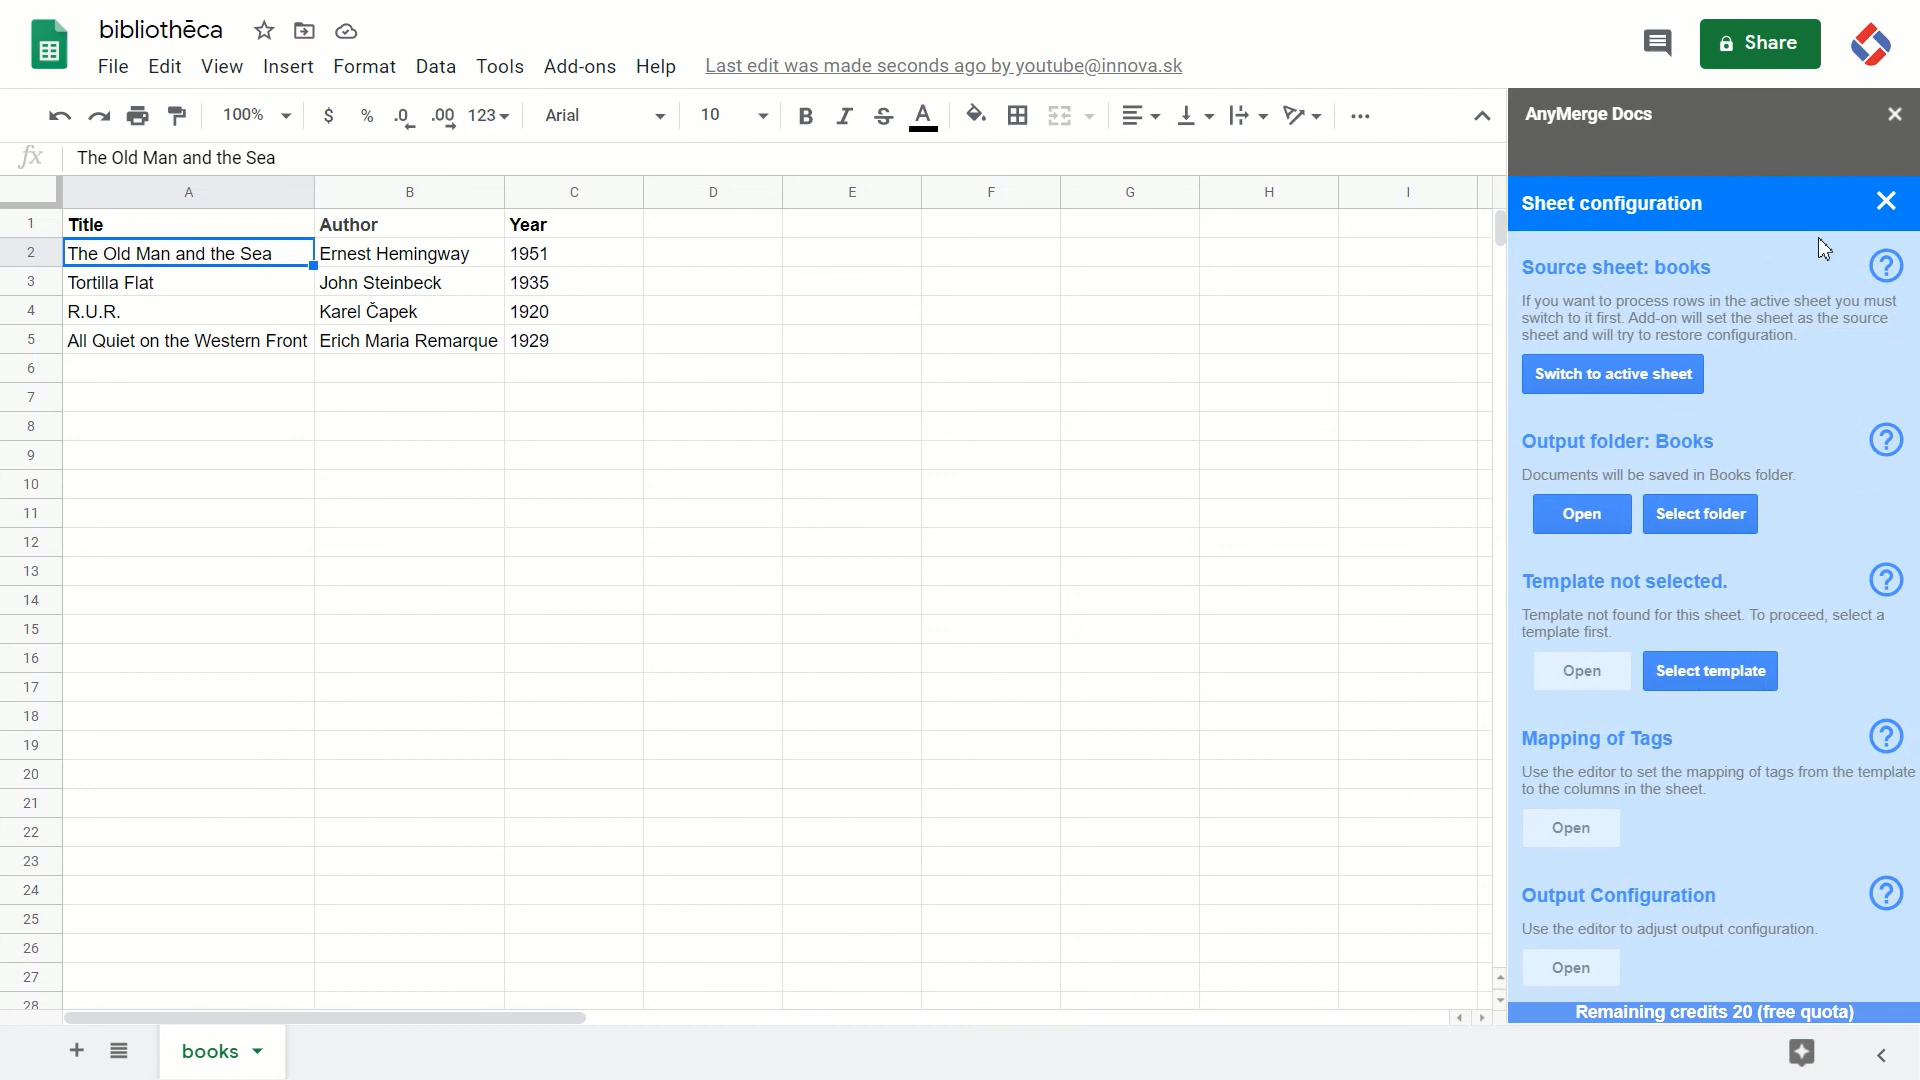 bibliothēca
File Edit View Insert Format Data Tools Add-ons Help Last edit was made seconds ago by youtube@innova.sk
Share
100% $ % .0 .00 123 Arial 10 B I S A
AnyMerge Docs
fx The Old Man and the Sea
A B C D E F G H I
1 Title Author Year
2 The Old Man and the Sea Ernest Hemingway 1951
3 Tortilla Flat John Steinbeck 1935
4 R.U.R. Karel Čapek 1920
5 All Quiet on the Western Front Erich Maria Remarque 1929
6
7
8
9
10
11
12
13
14
15
16
17
18
19
20
21
22
23
24
25
26
27
28
Sheet configuration
Source sheet: books
If you want to process rows in the active sheet you must
switch to it first. Add-on will set the sheet as the source
sheet and will try to restore configuration.
Switch to active sheet
Output folder: Books
Documents will be saved in Books folder.
Open Select folder
Template not selected.
Template not found for this sheet. To proceed, select a
template first.
Open Select template
Mapping of Tags
Use the editor to set the mapping of tags from the template
to the columns in the sheet.
Open
Output Configuration
Use the editor to adjust output configuration.
Open
Remaining credits 20 (free quota)
books